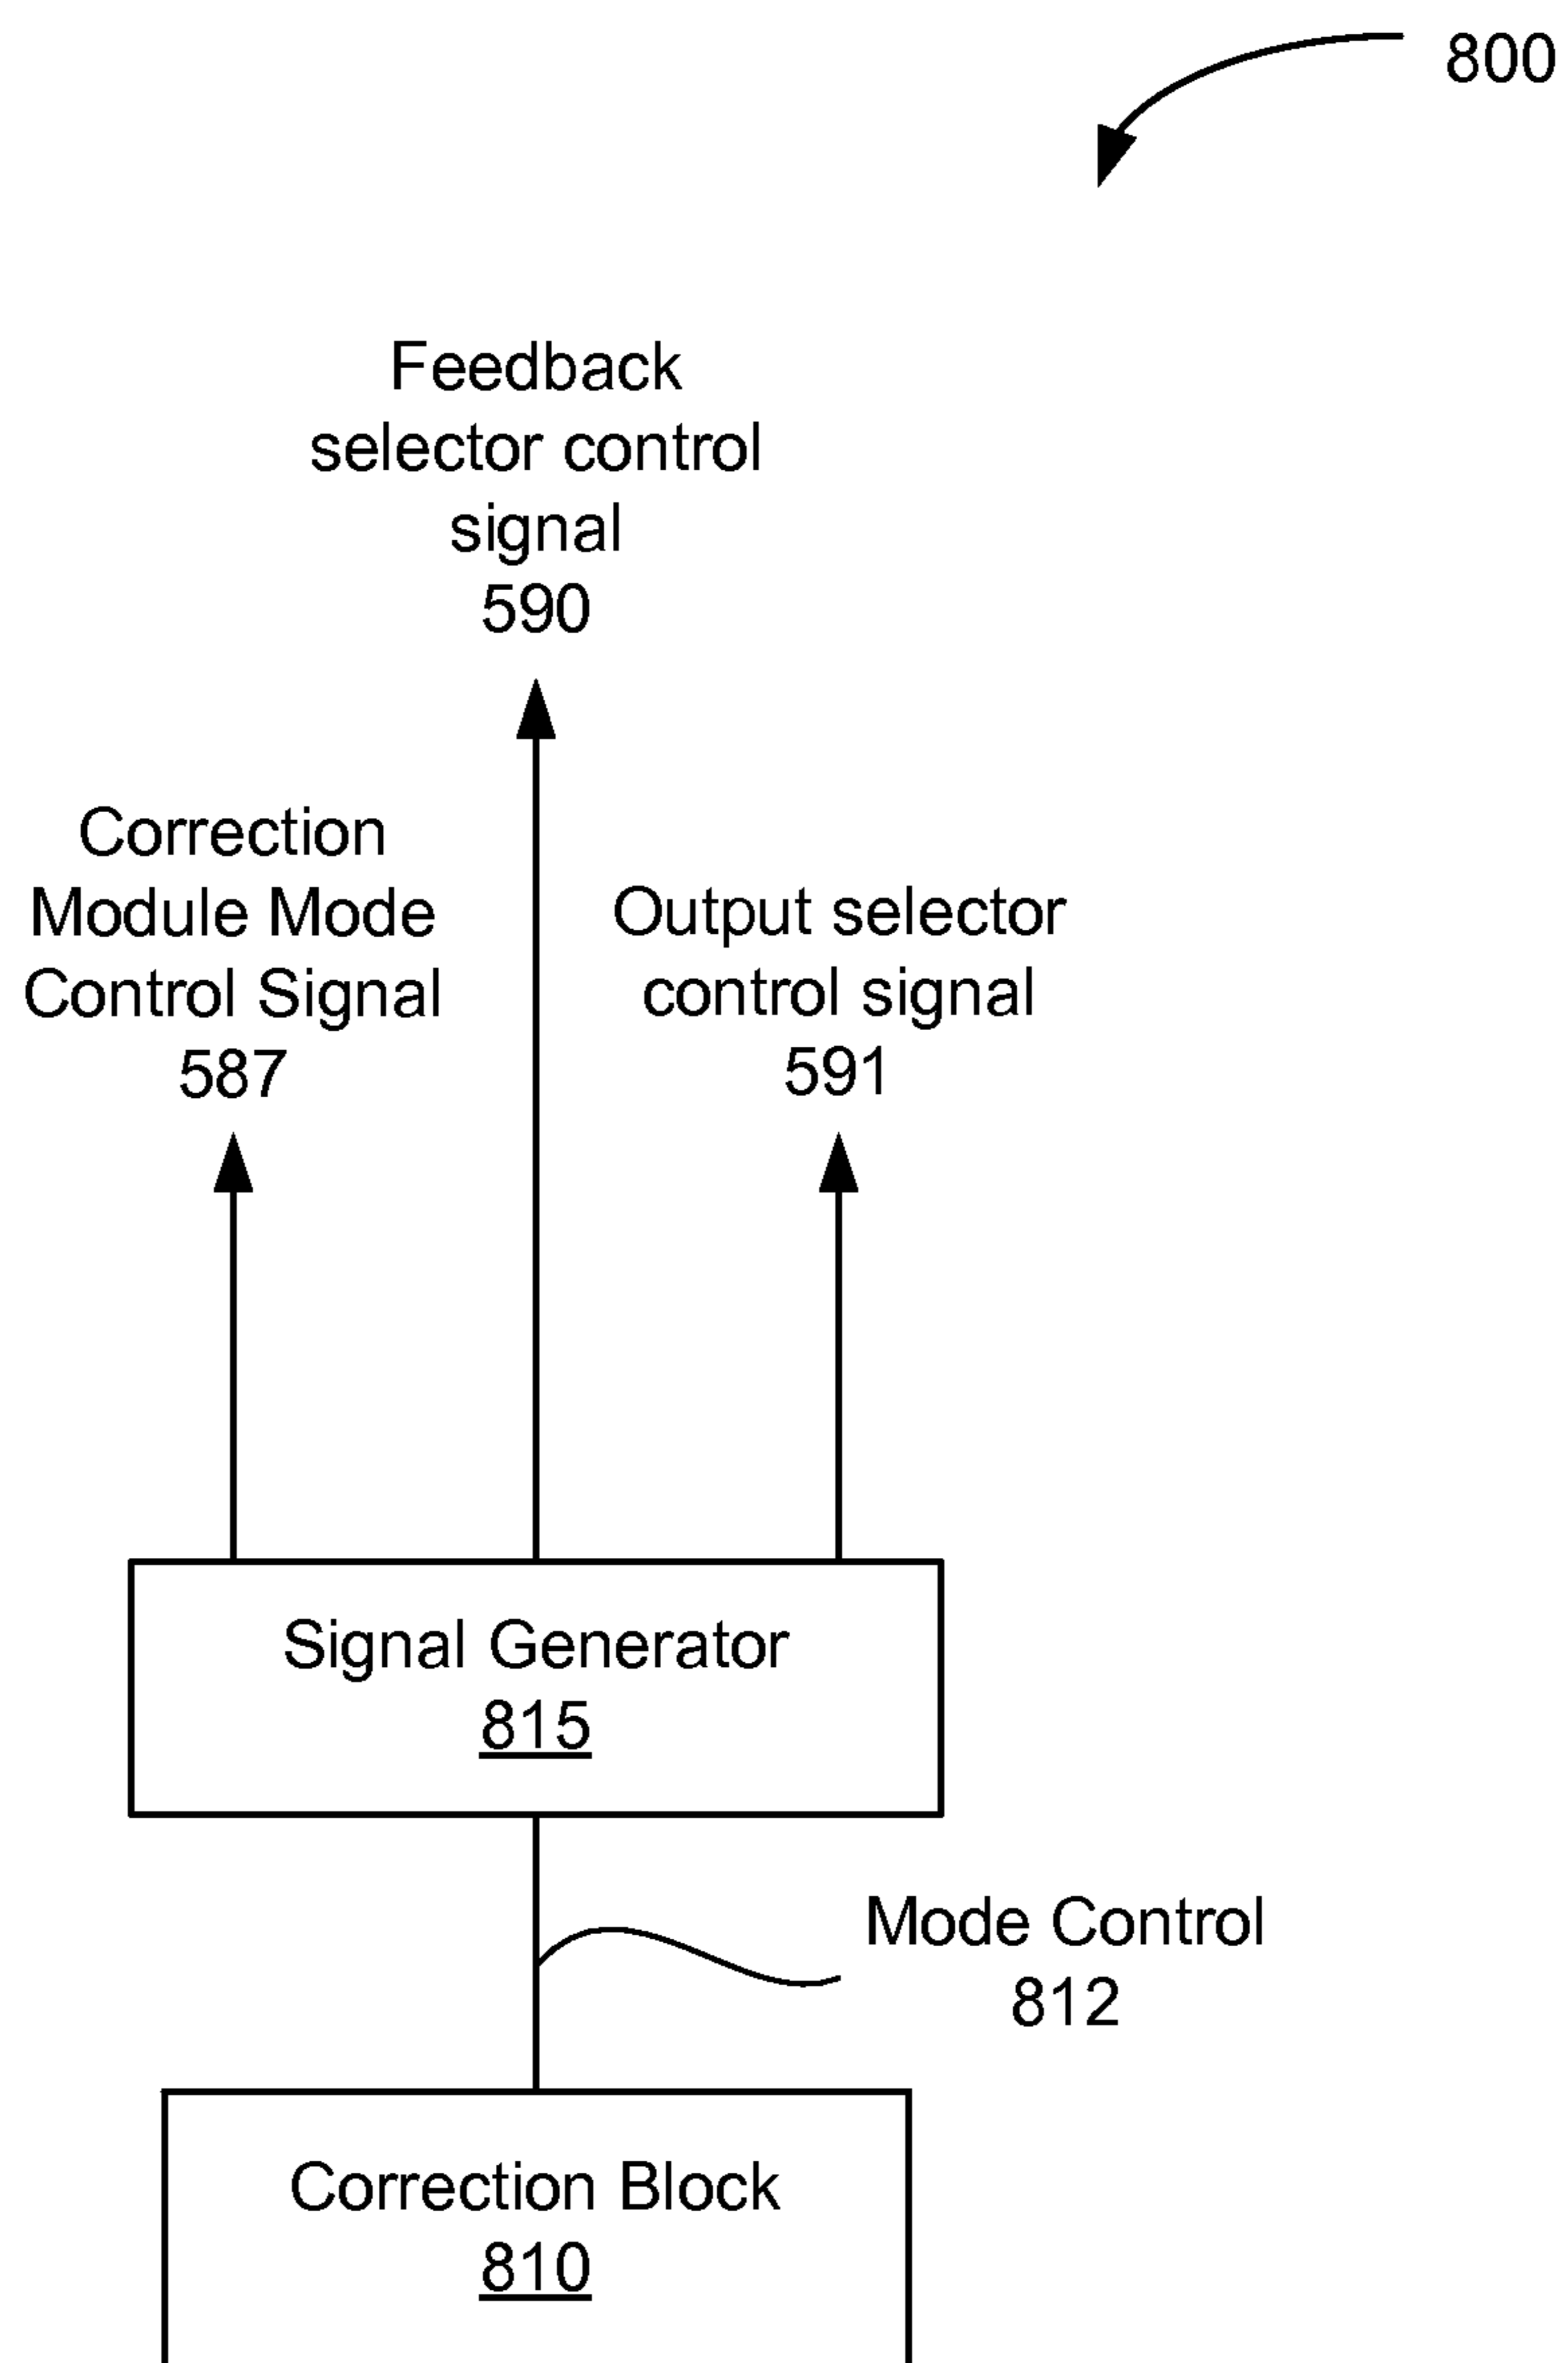 800
Feedback
selector control
signal
590
Correction
Module Mode
Control Signal
587
Output selector
control signal
591
Signal Generator
815
Mode Control
812
Correction Block
810